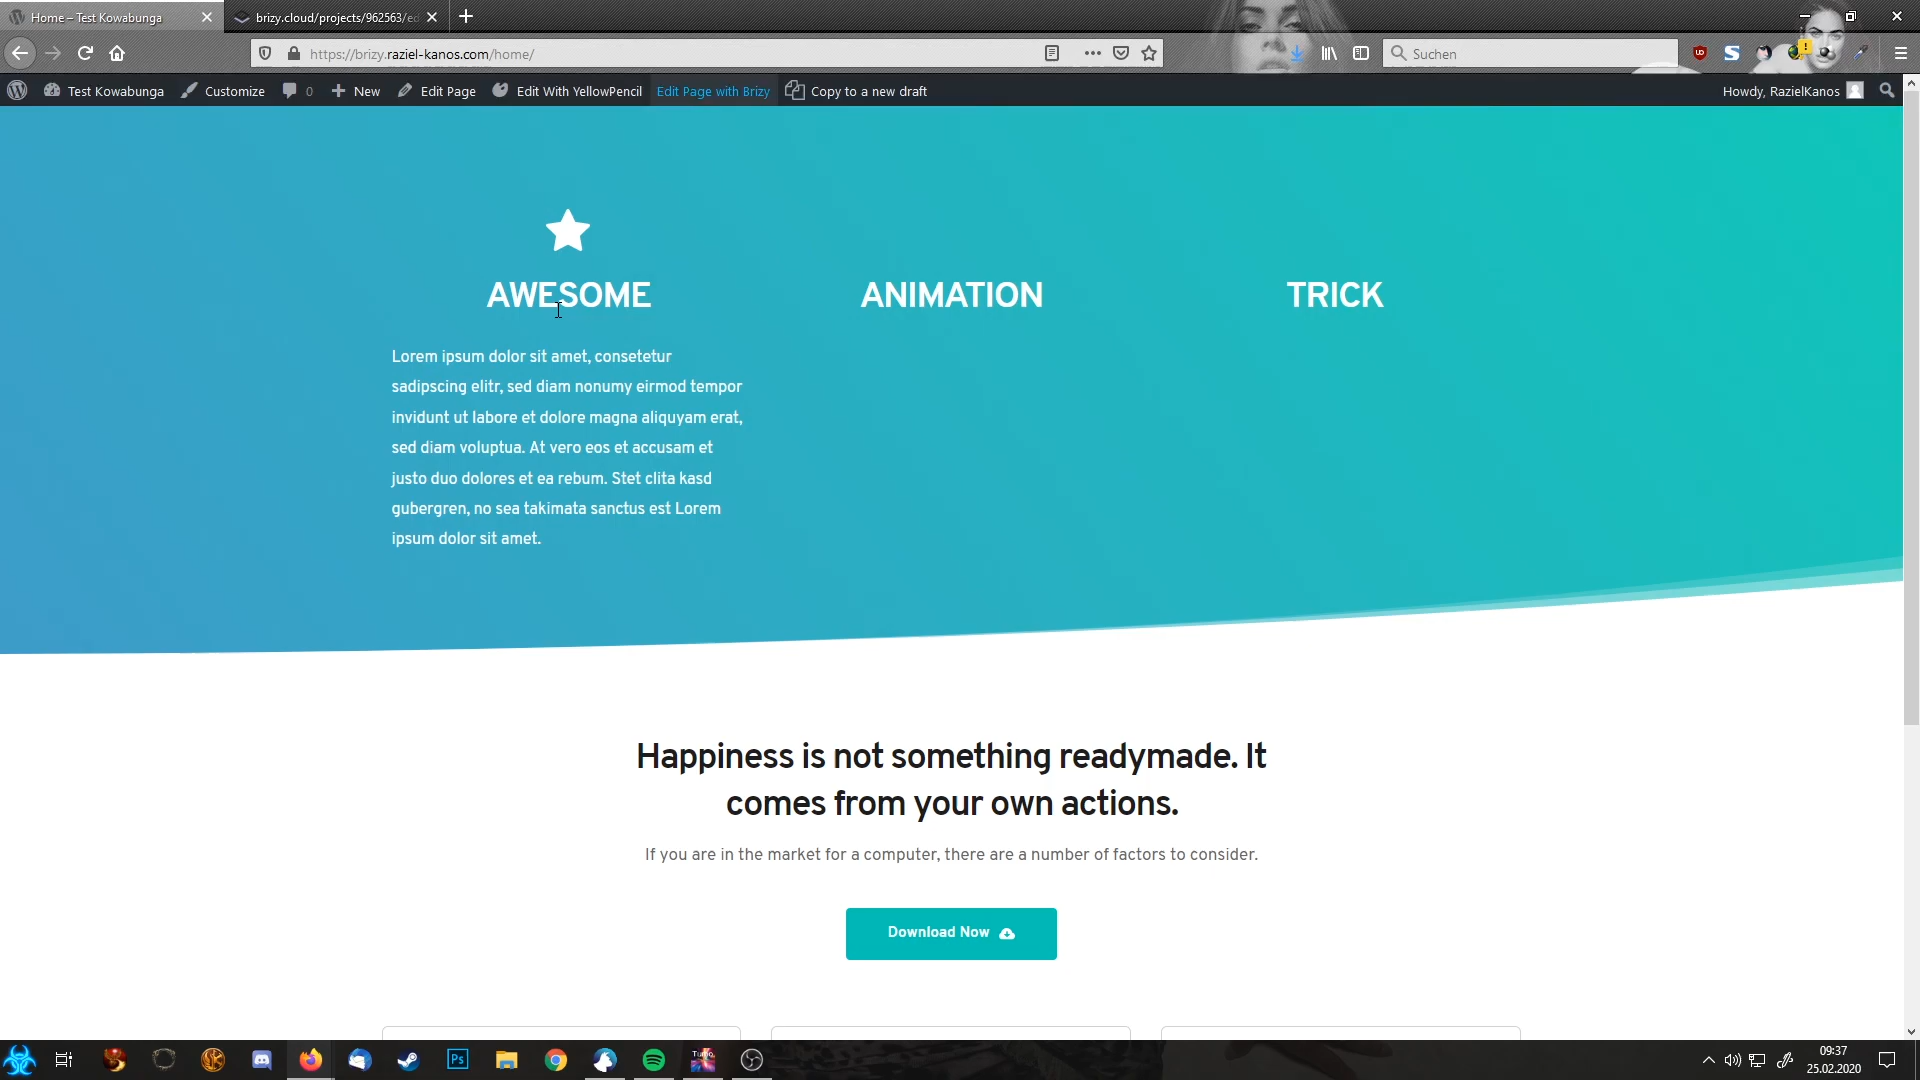 Home – Test Kowabunga
brizy.cloud/projects/962563/ed
https://brizy.raziel-kanos.com/home/
Suchen
Test Kowabunga
Customize
0
New
Edit Page
Edit With YellowPencil
Edit Page with Brizy
Copy to a new draft
Howdy, RazielKanos
AWESOME
ANIMATION
TRICK
Lorem ipsum dolor sit amet, consetetur
sadipscing elitr, sed diam nonumy eirmod tempor
invidunt ut labore et dolore magna aliquyam erat,
sed diam voluptua. At vero eos et accusam et
justo duo dolores et ea rebum. Stet clita kasd
gubergren, no sea takimata sanctus est Lorem
ipsum dolor sit amet.
Happiness is not something readymade. It
comes from your own actions.
If you are in the market for a computer, there are a number of factors to consider.
Download Now
Ps
09:37
25.02.2020